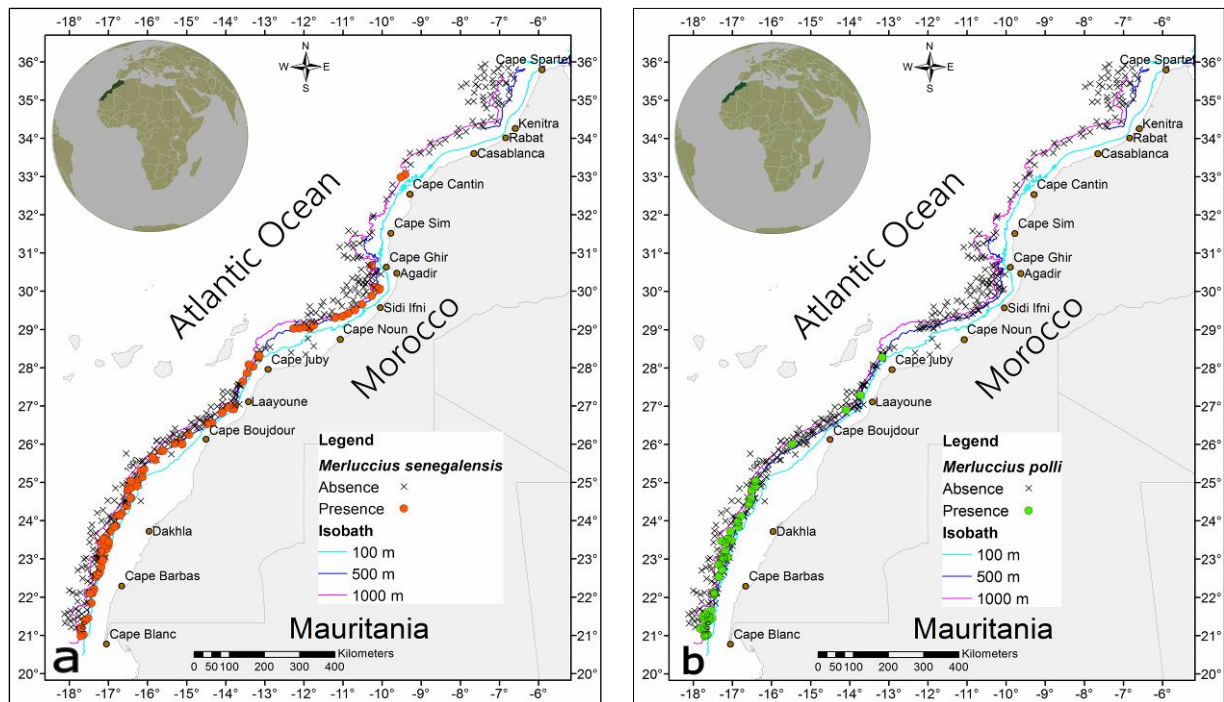 -18 -17 -16 -15 -14 -13 -12 -11 -10 -9 -8 -7 -6
N
W E
S
Cape Spartel
36°
35°
Kenitra
34°
Rabat
Casablanca
33°
Cape Cantin
32°
Cape Sim
31°
Cape Ghir
Agadir
30°
Sidi Ifni
29°
Cape Noun
28°
Cape juby
27°
Laayoune
26°
Cape Boujdour
25°
24°
Dakhla
23°
Cape Barbas
22°
21°
Cape Blanc
20°
Atlantic Ocean
Morocco
Mauritania
Legend
Merluccius senegalensis
Absence
Presence
Isobath
100 m
500 m
1000 m
Kilometers
0 50 100 200 300 400
a
-18 -17 -16 -15 -14 -13 -12 -11 -10 -9 -8 -7 -6
-18 -17 -16 -15 -14 -13 -12 -11 -10 -9 -8 -7 -6
N
W E
S
Cape Spartel
36°
35°
Kenitra
34°
Rabat
Casablanca
33°
Cape Cantin
32°
Cape Sim
31°
Cape Ghir
Agadir
30°
Sidi Ifni
29°
Cape Noun
28°
Cape juby
27°
Laayoune
26°
Cape Boujdour
25°
24°
Dakhla
23°
Cape Barbas
22°
21°
Cape Blanc
20°
Atlantic Ocean
Morocco
Mauritania
Legend
Merluccius polli
Absence
Presence
Isobath
100 m
500 m
1000 m
Kilometers
0 50 100 200 300 400
b
-18 -17 -16 -15 -14 -13 -12 -11 -10 -9 -8 -7 -6